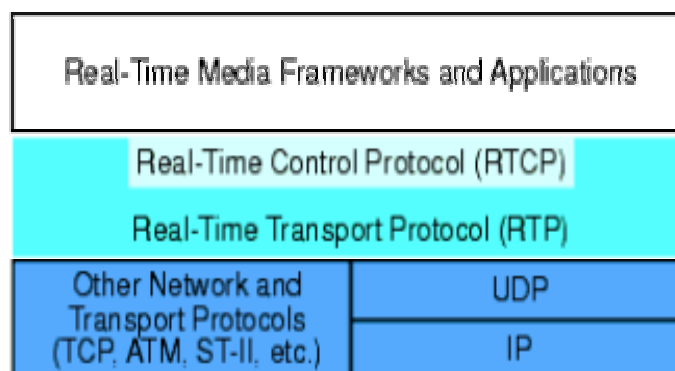 Real-Time Media Frameworks and Applications
Real-Time Control Protocol (RTCP)
Real-Time Transport Protocol (RTP)
Other Network and
Transport Protocols
(TCP, ATM, ST-II, etc.)
UDP
IP